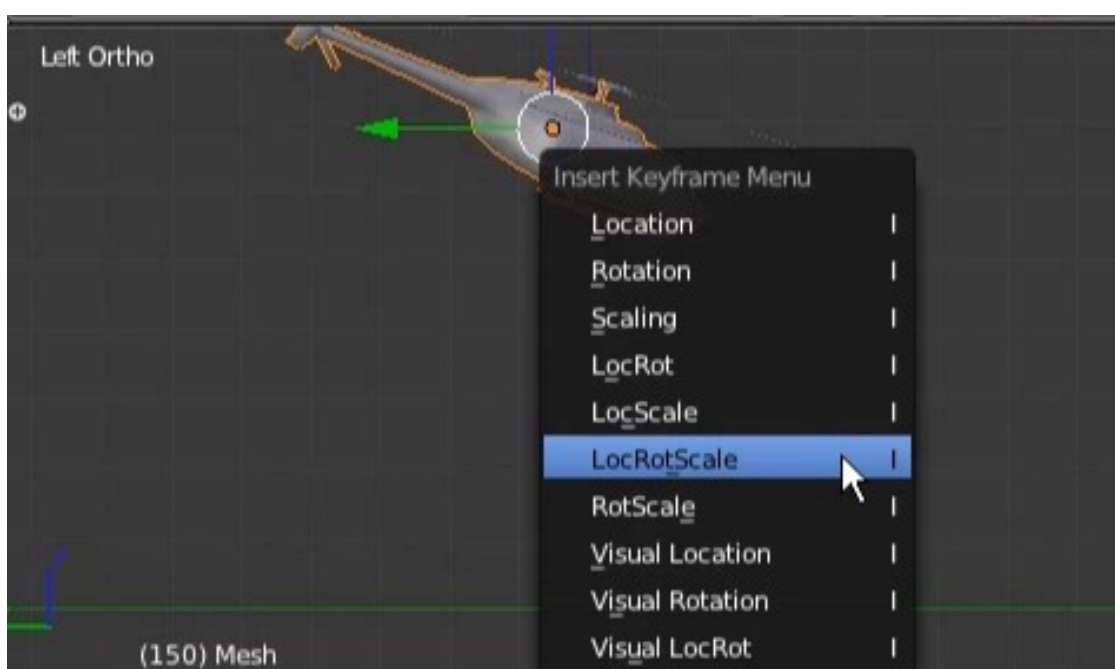 Left Ortho
Insert Keyframe Menu
Location I
Rotation I
Scaling I
LocRot I
LocScale I
LocRotScale I
RotScale I
Visual Location I
Visual Rotation I
Visual LocRot I
(150) Mesh